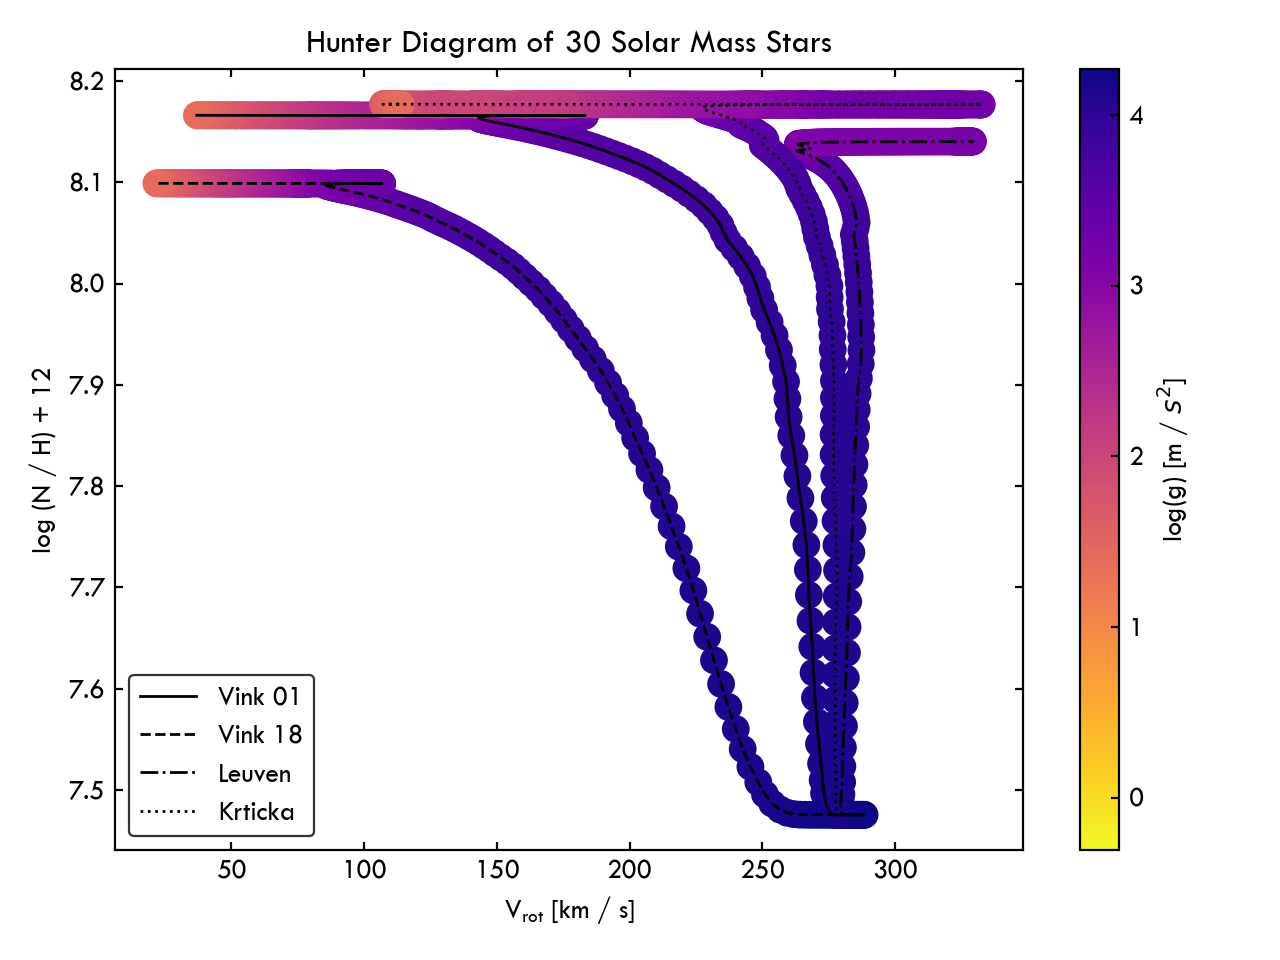 Hunter Diagram of 30 Solar Mass Stars
8.2
8.1
8.0
7.9
7.8
7.7
7.6
7.5
log (N / H) + 12
Vink 01
Vink 18
Leuven
Krticka
50
100
150
200
250
300
V_rot [km / s]
4
3
2
1
0
log(g) [m / s²]